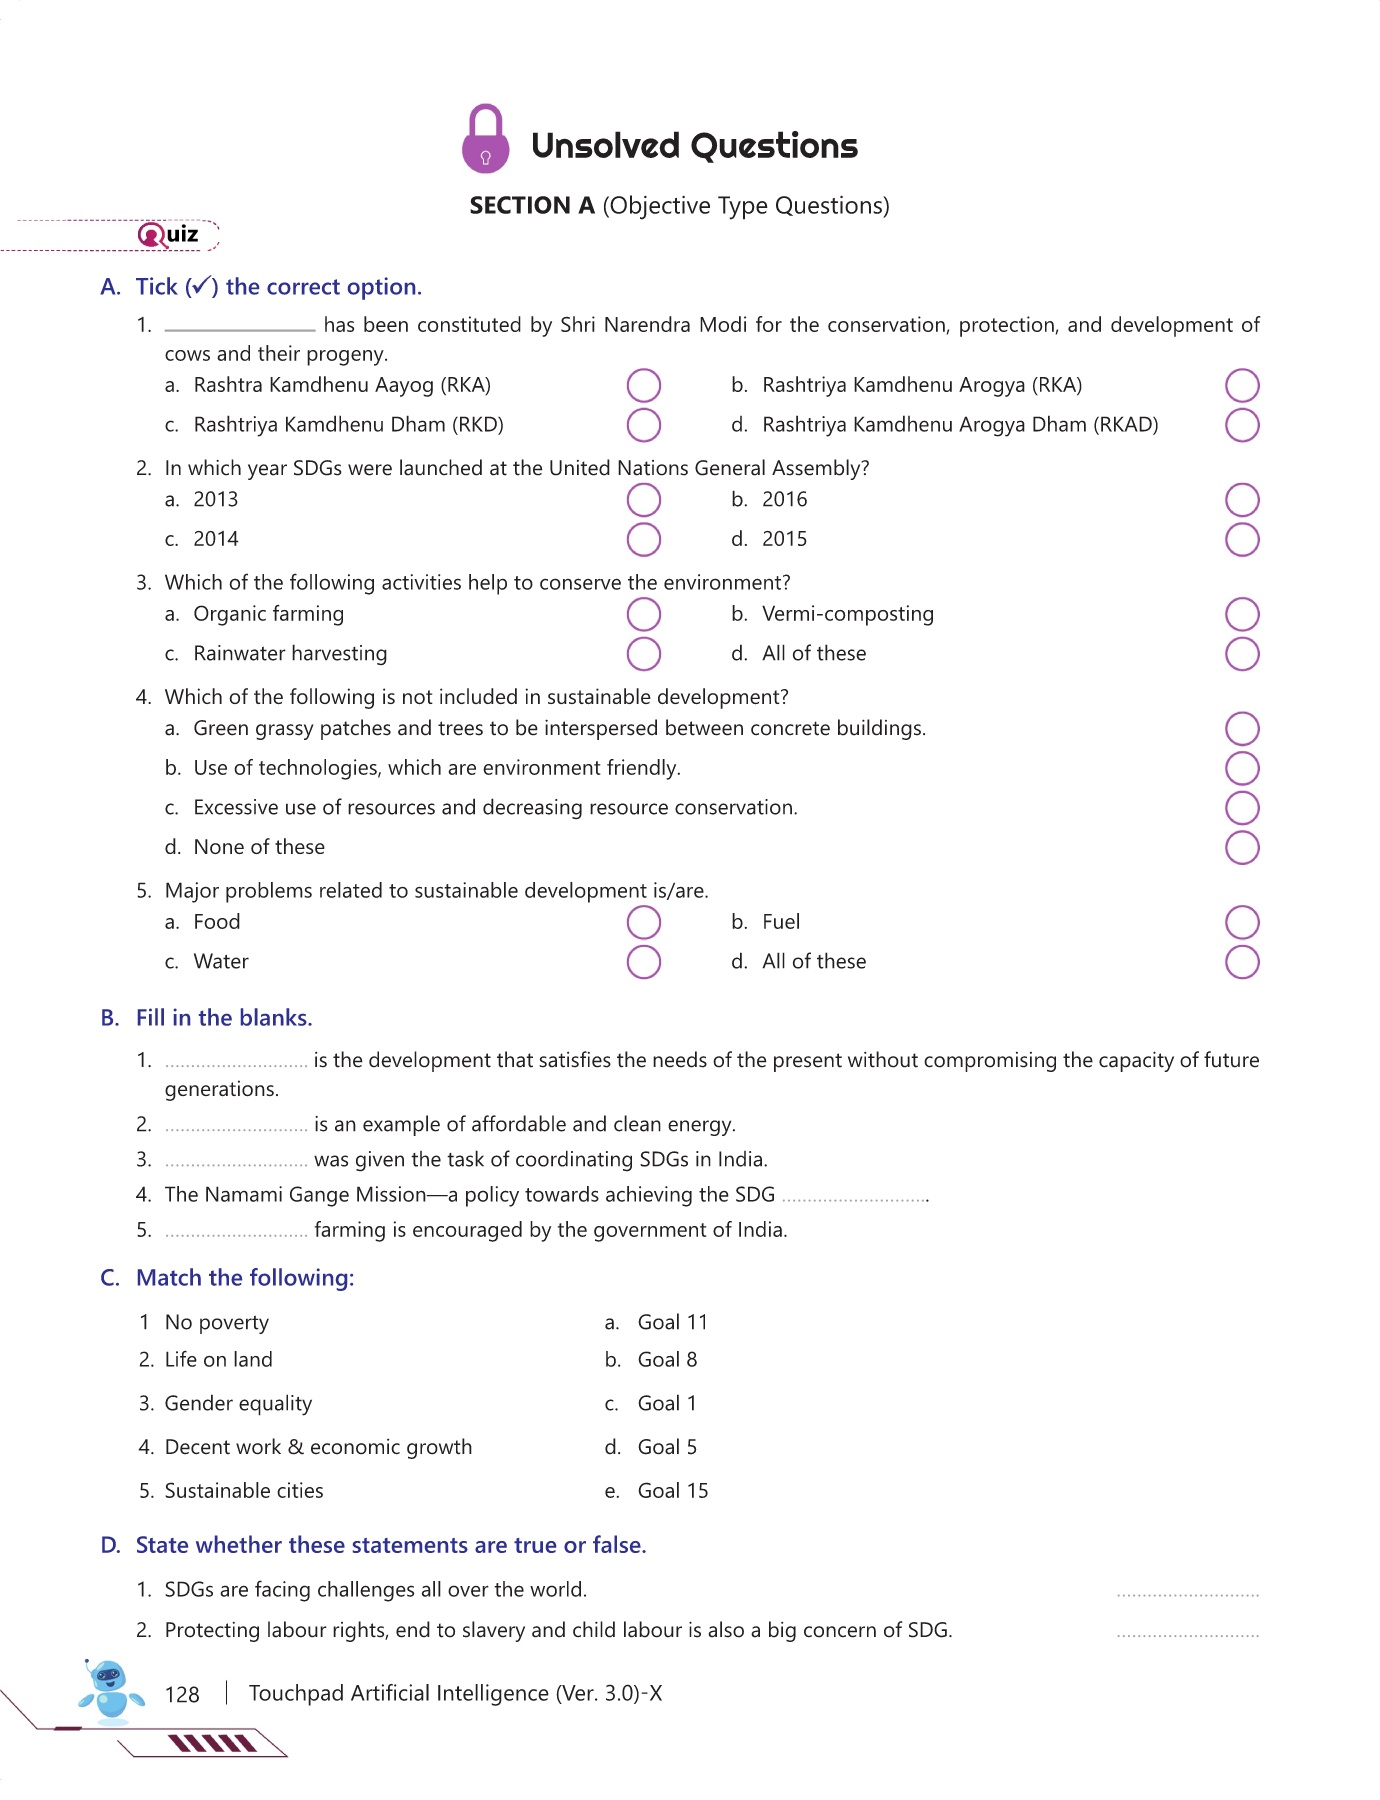 Unsolved Questions
SECTION A (Objective Type Questions)
Quiz
A. Tick (✓) the correct option.
1. ______________ has been constituted by Shri Narendra Modi for the conservation, protection, and development of
cows and their progeny.
a. Rashtra Kamdhenu Aayog (RKA) b. Rashtriya Kamdhenu Arogya (RKA)
c. Rashtriya Kamdhenu Dham (RKD) d. Rashtriya Kamdhenu Arogya Dham (RKAD)
2. In which year SDGs were launched at the United Nations General Assembly?
a. 2013 b. 2016
c. 2014 d. 2015
3. Which of the following activities help to conserve the environment?
a. Organic farming b. Vermi-composting
c. Rainwater harvesting d. All of these
4. Which of the following is not included in sustainable development?
a. Green grassy patches and trees to be interspersed between concrete buildings.
b. Use of technologies, which are environment friendly.
c. Excessive use of resources and decreasing resource conservation.
d. None of these
5. Major problems related to sustainable development is/are.
a. Food b. Fuel
c. Water d. All of these
B. Fill in the blanks.
1. ............................ is the development that satisfies the needs of the present without compromising the capacity of future
generations.
2. ............................ is an example of affordable and clean energy.
3. ............................ was given the task of coordinating SDGs in India.
4. The Namami Gange Mission—a policy towards achieving the SDG .............................
5. ............................ farming is encouraged by the government of India.
C. Match the following:
1 No poverty a. Goal 11
2. Life on land b. Goal 8
3. Gender equality c. Goal 1
4. Decent work & economic growth d. Goal 5
5. Sustainable cities e. Goal 15
D. State whether these statements are true or false.
1. SDGs are facing challenges all over the world. ............................
2. Protecting labour rights, end to slavery and child labour is also a big concern of SDG. ............................
128 | Touchpad Artificial Intelligence (Ver. 3.0)-X